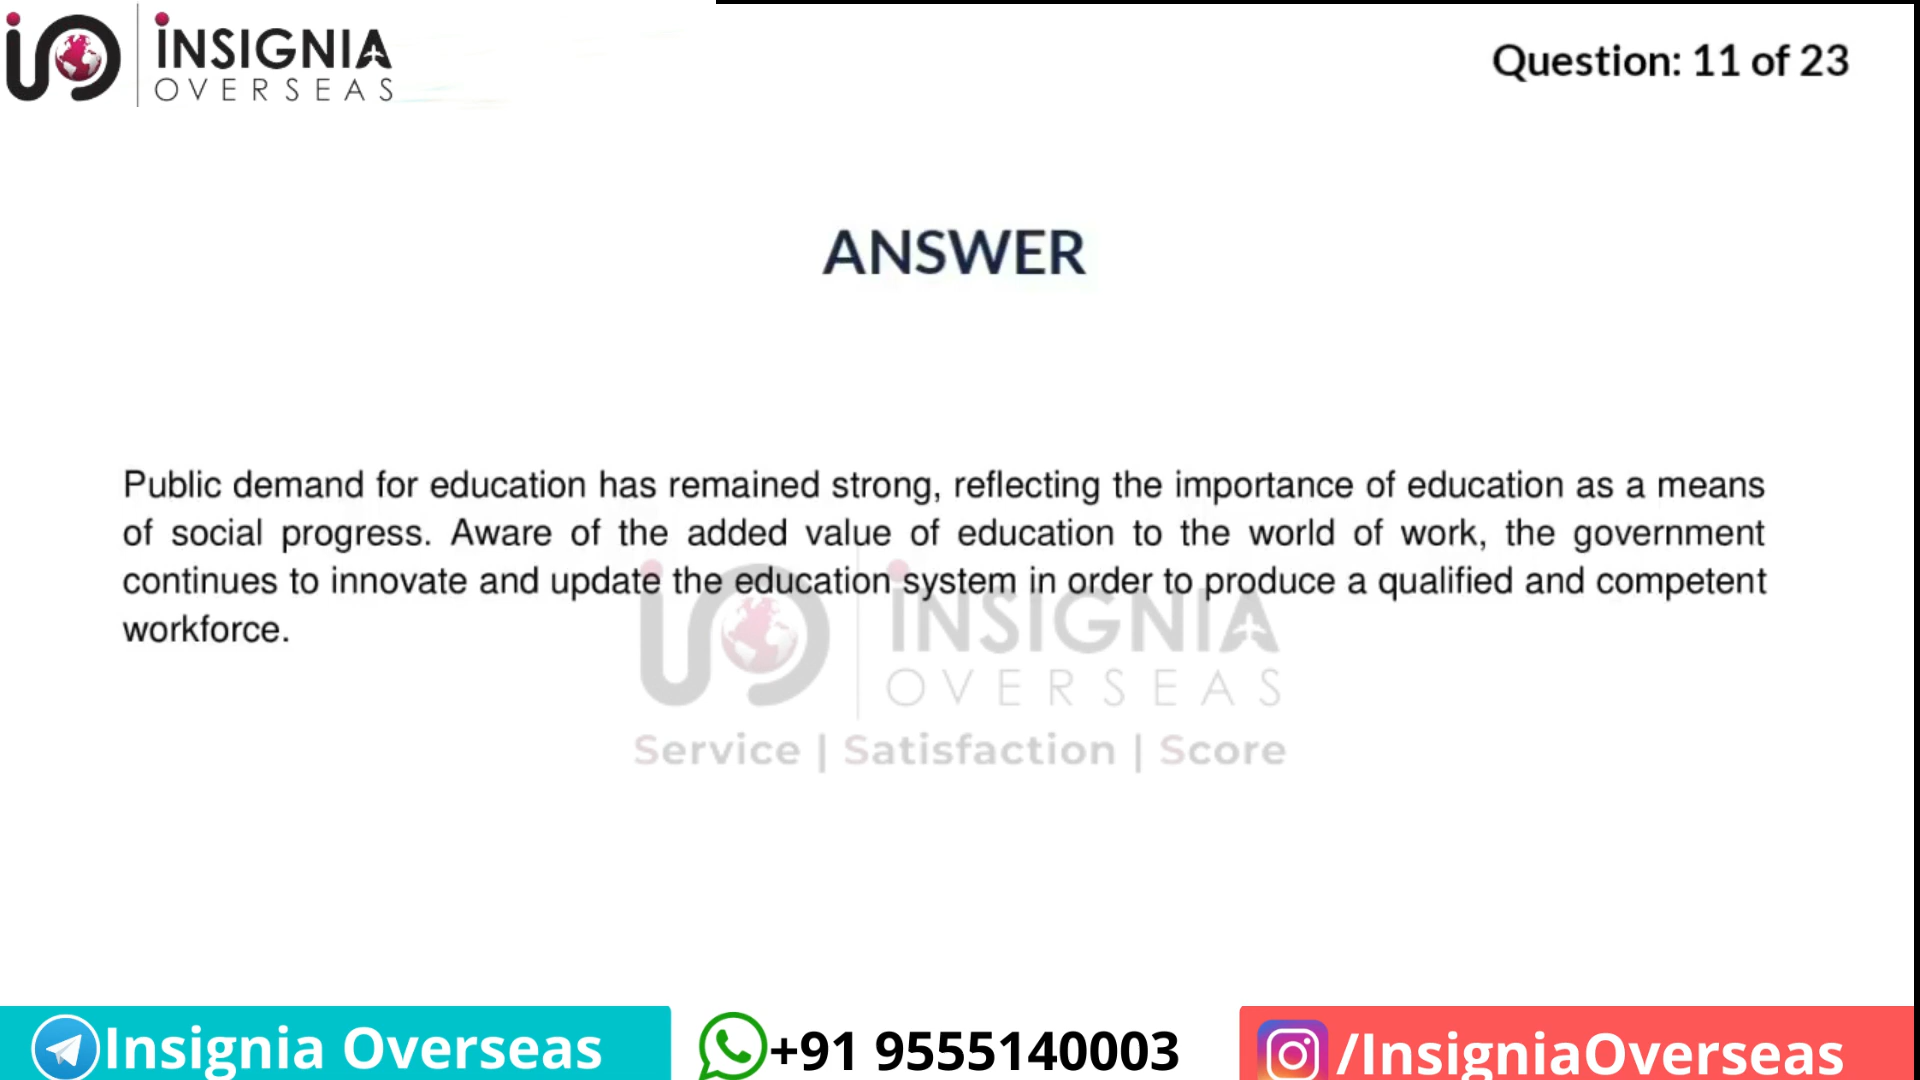 INSIGNIA
OVERSEAS
Question: 11 of 23
ANSWER
Public demand for education has remained strong, reflecting the importance of education as a means
of social progress. Aware of the added value of education to the world of work, the government
continues to innovate and update the education system in order to produce a qualified and competent
workforce.
INSIGNIA
OVERSEAS
Service | Satisfaction | Score
Insignia Overseas
+91 9555140003
/InsigniaOverseas